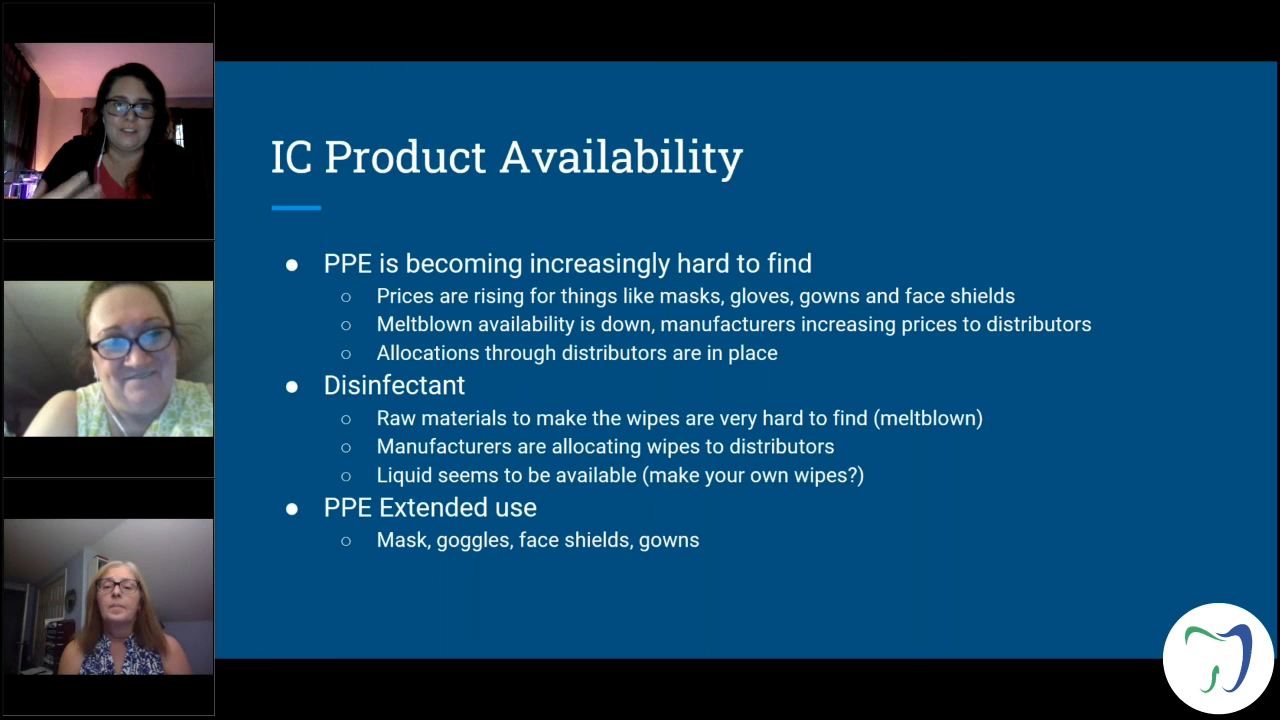 IC Product Availability
● PPE is becoming increasingly hard to find
○ Prices are rising for things like masks, gloves, gowns and face shields
○ Meltblown availability is down, manufacturers increasing prices to distributors
○ Allocations through distributors are in place
● Disinfectant
○ Raw materials to make the wipes are very hard to find (meltblown)
○ Manufacturers are allocating wipes to distributors
○ Liquid seems to be available (make your own wipes?)
● PPE Extended use
○ Mask, goggles, face shields, gowns